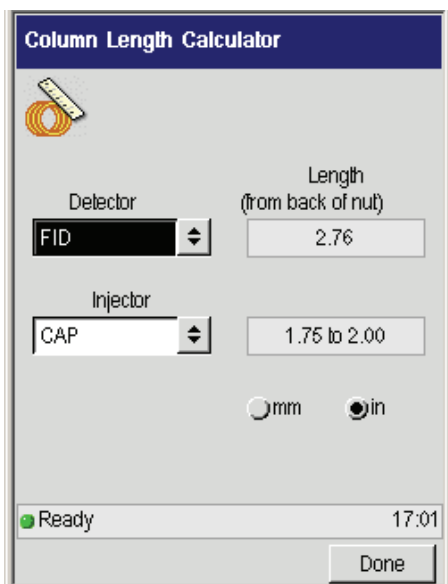 Column Length Calculator
Length
Detector (from back of nut)
FID 2.76
Injector
CAP 1.75 to 2.00
mm in
Ready 17:01
Done